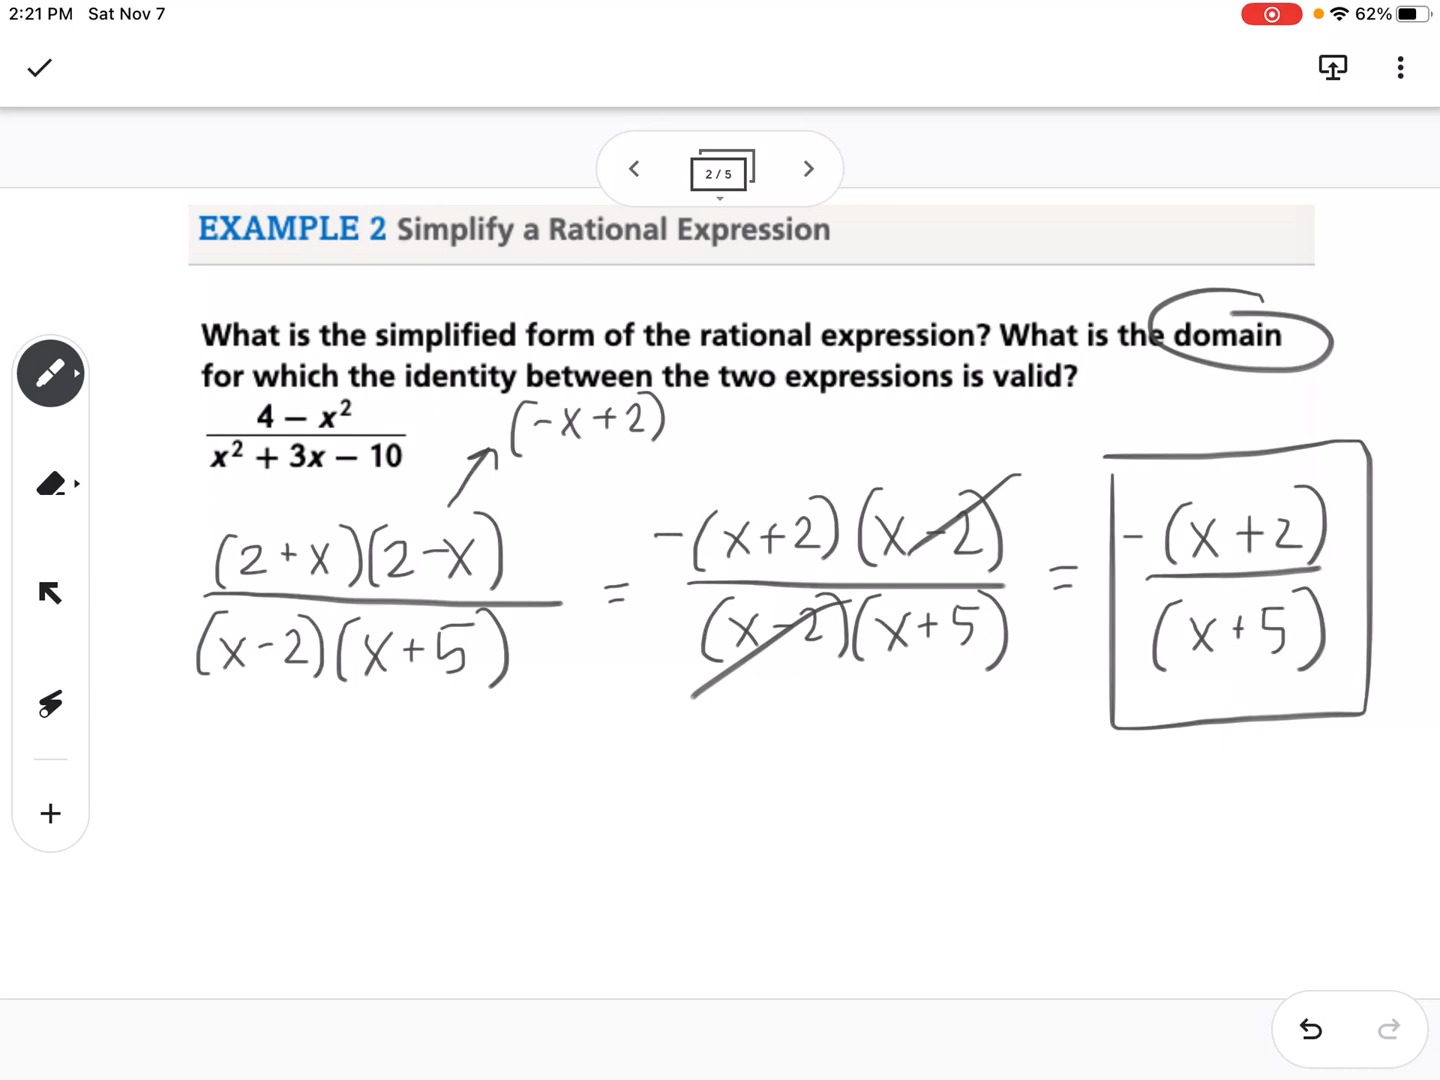 2:21 PM Sat Nov 7
62%
2 / 5
EXAMPLE 2 Simplify a Rational Expression
What is the simplified form of the rational expression? What is the domain
for which the identity between the two expressions is valid?
4 − x²
x² + 3x − 10
(-x+2)
(2+x)(2-x)
(x-2)(x+5)
=
-(x+2)(x-2)
(x-2)(x+5)
=
-(x+2)
(x+5)